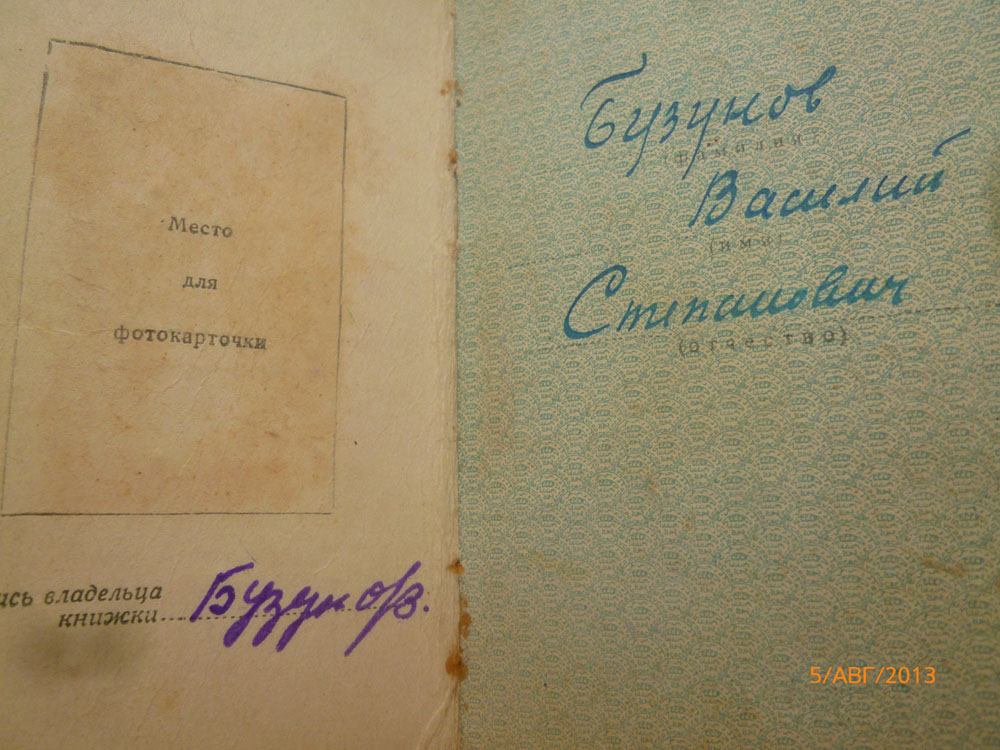 Место
для
фотокарточки
ись владельца
книжки
Бузунов.
Бузунов
(фамилия)
Василий
(имя)
Степанович
(отчество)
5/АВГ/2013